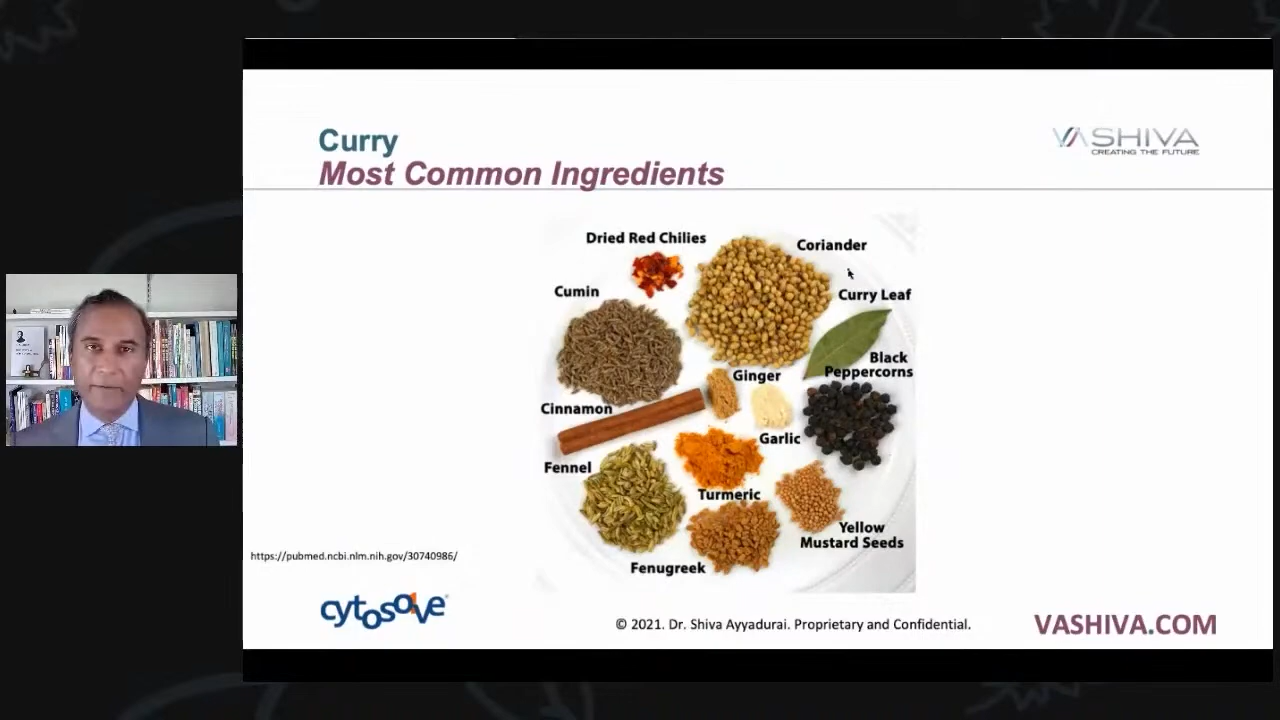 Curry
Most Common Ingredients
VASHIVA
CREATING THE FUTURE
Dried Red Chilies
Coriander
Cumin
Curry Leaf
Black
Peppercorns
Ginger
Cinnamon
Garlic
Fennel
Turmeric
Yellow
Mustard Seeds
Fenugreek
https://pubmed.ncbi.nlm.nih.gov/30740986/
cytosolve
© 2021. Dr. Shiva Ayyadurai. Proprietary and Confidential.
VASHIVA.COM